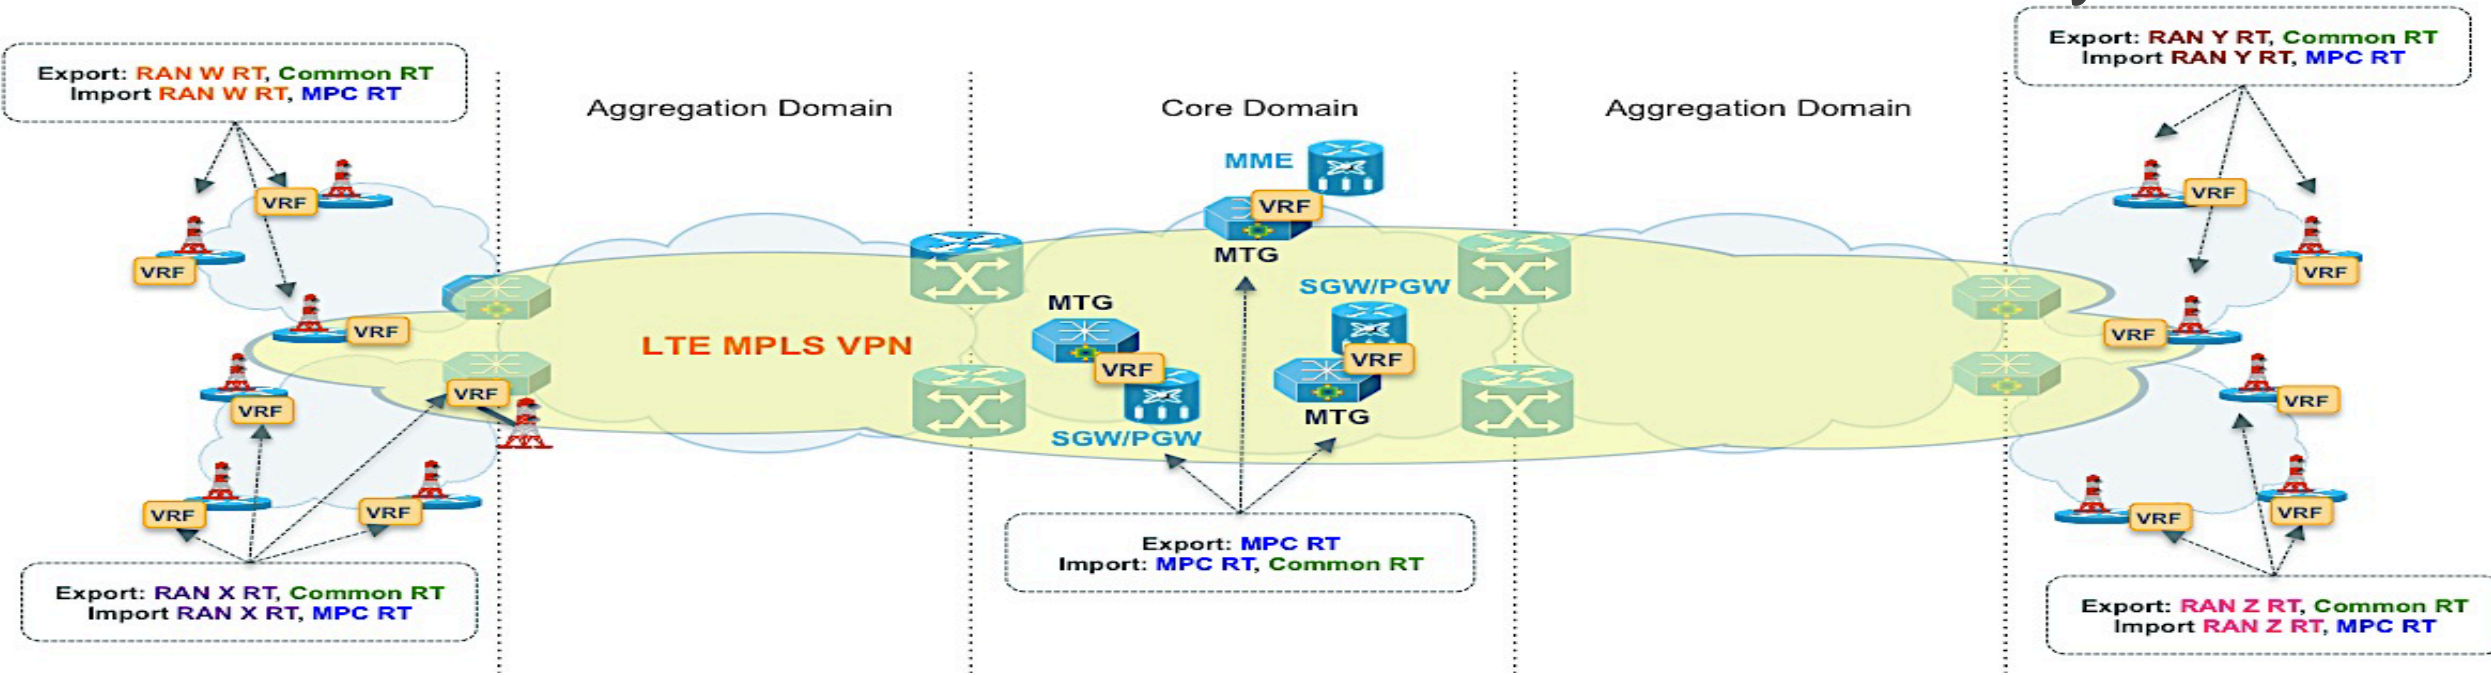 Export: RAN W RT, Common RT
Import RAN W RT, MPC RT
Export: RAN Y RT, Common RT
Import RAN Y RT, MPC RT
Aggregation Domain
Core Domain
Aggregation Domain
MME
VRF
MTG
VRF
VRF
VRF
VRF
VRF
VRF
SGW/PGW
MTG
LTE MPLS VPN
VRF
VRF
MTG
SGW/PGW
VRF
VRF
VRF
VRF
VRF
VRF
VRF
VRF
Export: MPC RT
Import: MPC RT, Common RT
Export: RAN X RT, Common RT
Import RAN X RT, MPC RT
Export: RAN Z RT, Common RT
Import RAN Z RT, MPC RT